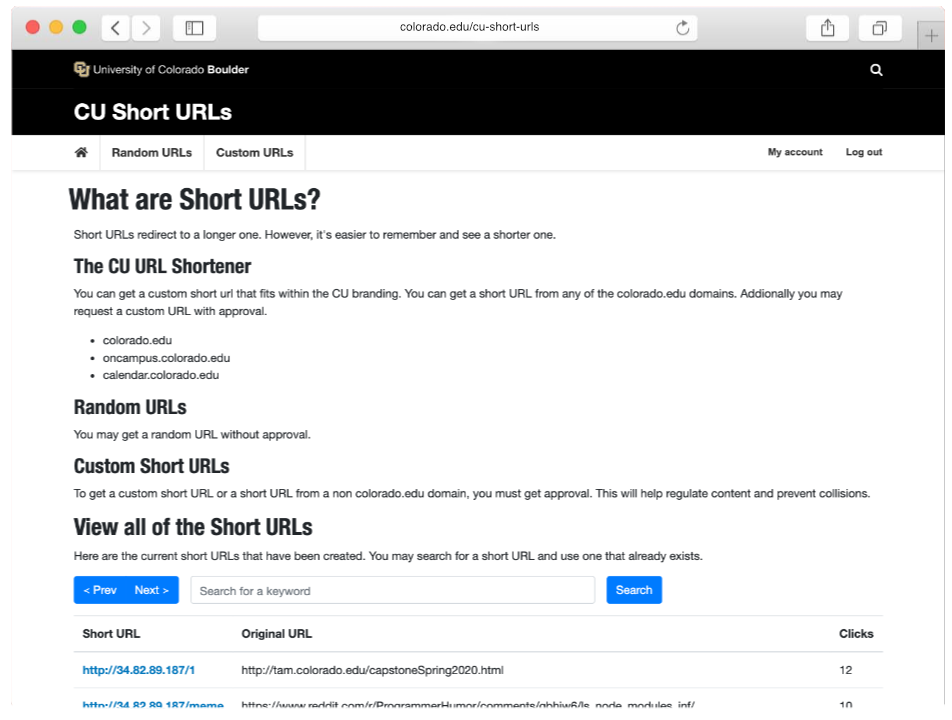 colorado.edu/cu-short-urls
University of Colorado Boulder
CU Short URLs
Random URLs Custom URLs My account Log out
What are Short URLs?
Short URLs redirect to a longer one. However, it's easier to remember and see a shorter one.
The CU URL Shortener
You can get a custom short url that fits within the CU branding. You can get a short URL from any of the colorado.edu domains. Addionally you may
request a custom URL with approval.
• colorado.edu
• oncampus.colorado.edu
• calendar.colorado.edu
Random URLs
You may get a random URL without approval.
Custom Short URLs
To get a custom short URL or a short URL from a non colorado.edu domain, you must get approval. This will help regulate content and prevent collisions.
View all of the Short URLs
Here are the current short URLs that have been created. You may search for a short URL and use one that already exists.
< Prev Next > Search for a keyword Search
Short URL Original URL Clicks
http://34.82.89.187/1 http://tam.colorado.edu/capstoneSpring2020.html 12
http://34.82.89.187/meme 10